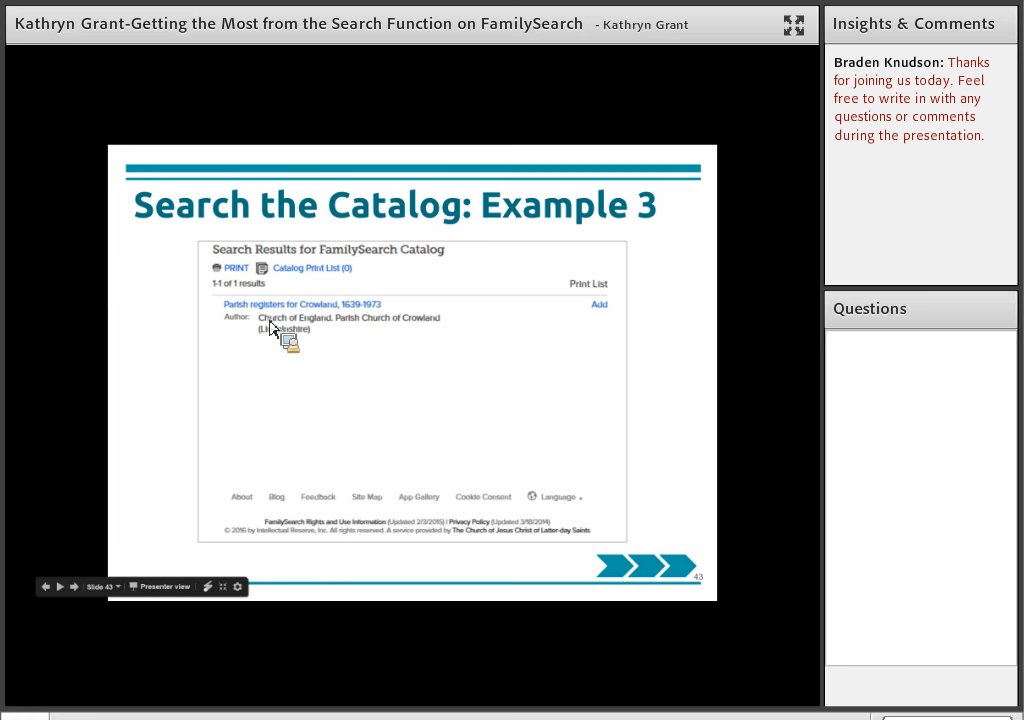 Kathryn Grant-Getting the Most from the Search Function on FamilySearch - Kathryn Grant
Insights & Comments
Braden Knudson: Thanks
for joining us today. Feel
free to write in with any
questions or comments
during the presentation.
Questions
Search the Catalog: Example 3
Search Results for FamilySearch Catalog
PRINT Catalog Print List (0)
1-1 of 1 results Print List
Parish registers for Crowland, 1639-1973 Add
Author: Church of England. Parish Church of Crowland
(Lincolnshire)
About Blog Feedback Site Map App Gallery Cookie Consent Language
FamilySearch Rights and Use Information (Updated 2/3/2015) | Privacy Policy (Updated 3/18/2014)
© 2016 by Intellectual Reserve, Inc. All rights reserved. A service provided by The Church of Jesus Christ of Latter-day Saints
43
Slide 43 Presenter view